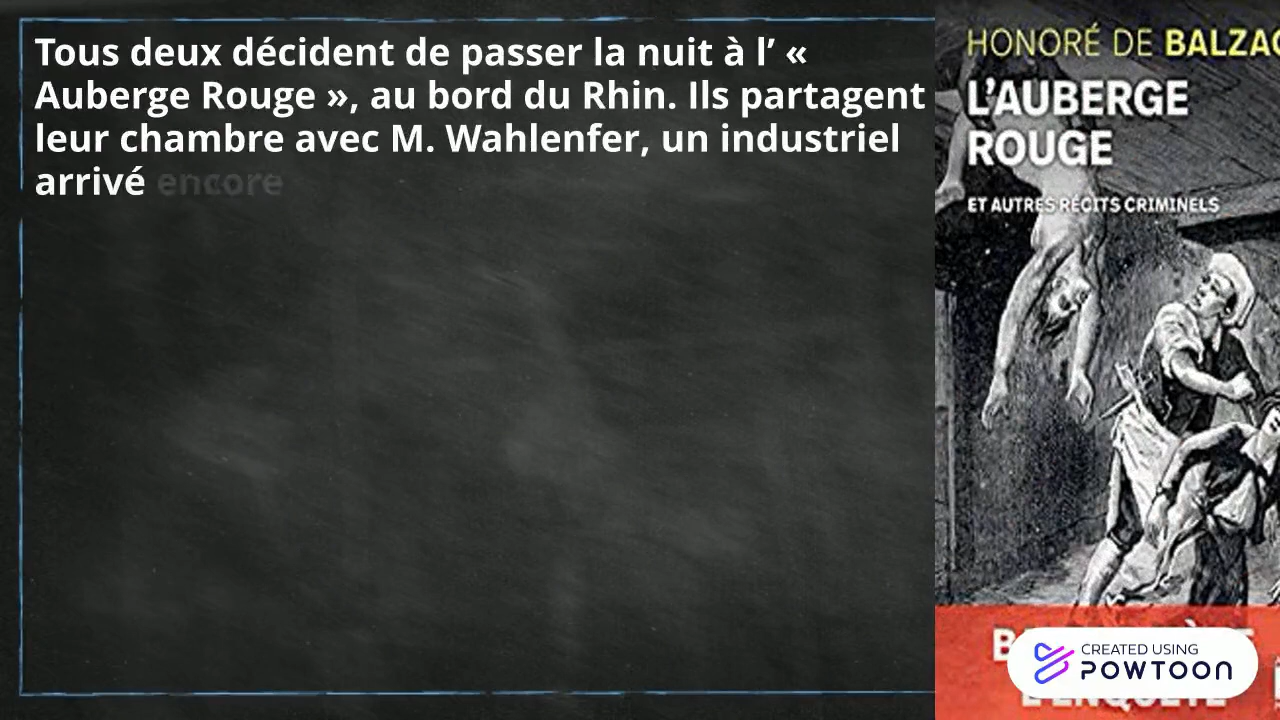 Tous deux décident de passer la nuit à l’ «
Auberge Rouge », au bord du Rhin. Ils partagent
leur chambre avec M. Wahlenfer, un industriel
arrivé encore
HONORÉ DE BALZAC
L’AUBERGE
ROUGE
ET AUTRES RÉCITS CRIMINELS
L’ENQUÊTE
CREATED USING
POWTOON